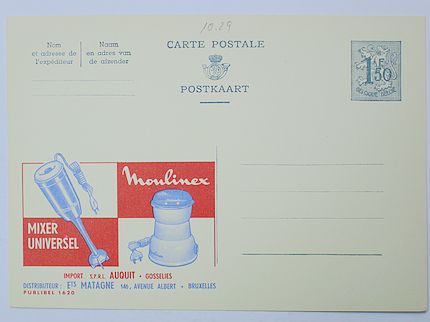 10.29
Nom
et adresse de
l'expéditeur
Naam
en adres van
de afzender
CARTE POSTALE
POSTKAART
1F50
BELGIQUE-BELGIE
Moulinex
MIXER
UNIVERSEL
IMPORT. S.P.R.L. AUQUIT • GOSSELIES
DISTRIBUTEUR : ETS MATAGNE 146, AVENUE ALBERT • BRUXELLES
PUBLIBEL 1620